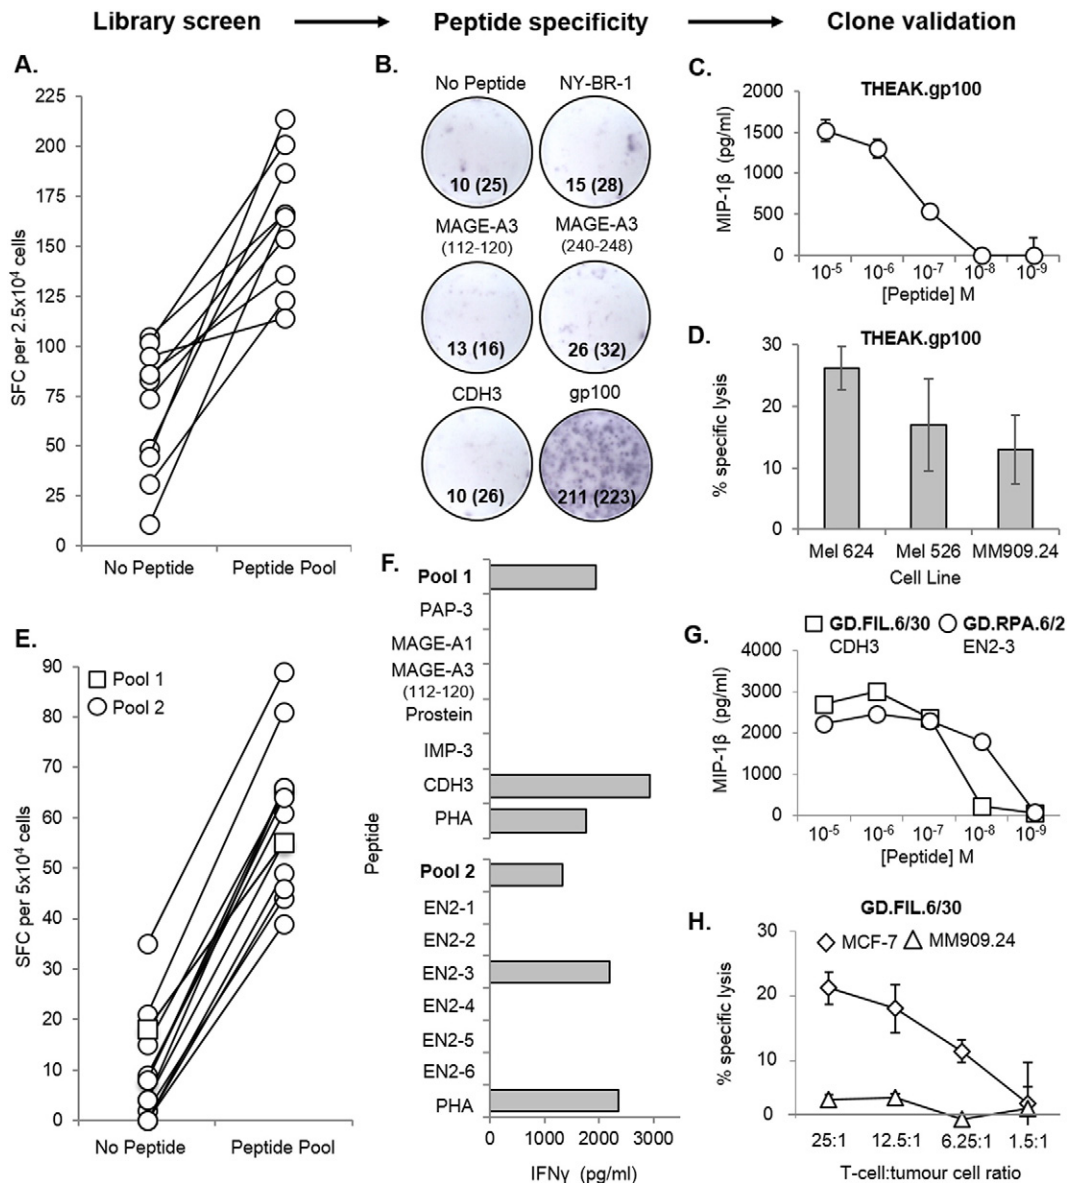 Library screen
Peptide specificity
Clone validation
A.
225
200
175
150
125
100
75
50
25
0
SFC per 2.5x10⁴ cells
No Peptide
Peptide Pool
B.
No Peptide
NY-BR-1
10 (25)
15 (28)
MAGE-A3
(112-120)
MAGE-A3
(240-248)
13 (16)
26 (32)
CDH3
gp100
10 (26)
211 (223)
C.
THEAK.gp100
2000
1500
1000
500
0
MIP-1β (pg/ml)
10⁻⁵
10⁻⁶
10⁻⁷
10⁻⁸
10⁻⁹
[Peptide] M
D.
THEAK.gp100
30
20
10
0
% specific lysis
Mel 624
Mel 526
MM909.24
Cell Line
E.
Pool 1
Pool 2
90
80
70
60
50
40
30
20
10
0
SFC per 5x10⁴ cells
No Peptide
Peptide Pool
F.
Pool 1
PAP-3
MAGE-A1
MAGE-A3
(112-120)
Prostein
IMP-3
CDH3
PHA
Peptide
Pool 2
EN2-1
EN2-2
EN2-3
EN2-4
EN2-5
EN2-6
PHA
0
1000
2000
3000
IFNγ (pg/ml)
G.
GD.FIL.6/30
CDH3
GD.RPA.6/2
EN2-3
4000
3000
2000
1000
0
MIP-1β (pg/ml)
10⁻⁵
10⁻⁶
10⁻⁷
10⁻⁸
10⁻⁹
[Peptide] M
H.
GD.FIL.6/30
MCF-7
MM909.24
30
20
10
0
% specific lysis
25:1
12.5:1
6.25:1
1.5:1
T-cell:tumour cell ratio